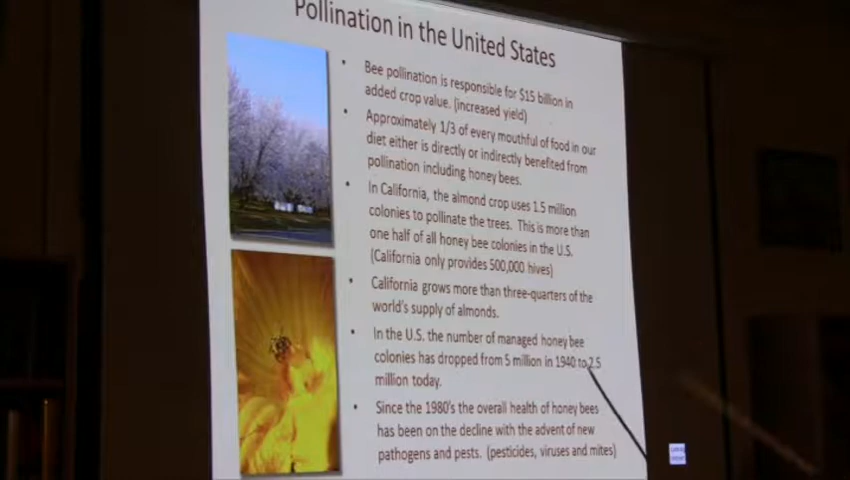 Pollination in the United States
• Bee pollination is responsible for $15 billion in
added crop value. (increased yield)
• Approximately 1/3 of every mouthful of food in our
diet either is directly or indirectly benefited from
pollination including honey bees.
• In California, the almond crop uses 1.5 million
colonies to pollinate the trees. This is more than
one half of all honey bee colonies in the U.S.
(California only provides 500,000 hives)
• California grows more than three-quarters of the
world's supply of almonds.
• In the U.S. the number of managed honey bee
colonies has dropped from 5 million in 1940 to 2.5
million today.
• Since the 1980's the overall health of honey bees
has been on the decline with the advent of new
pathogens and pests. (pesticides, viruses and mites)